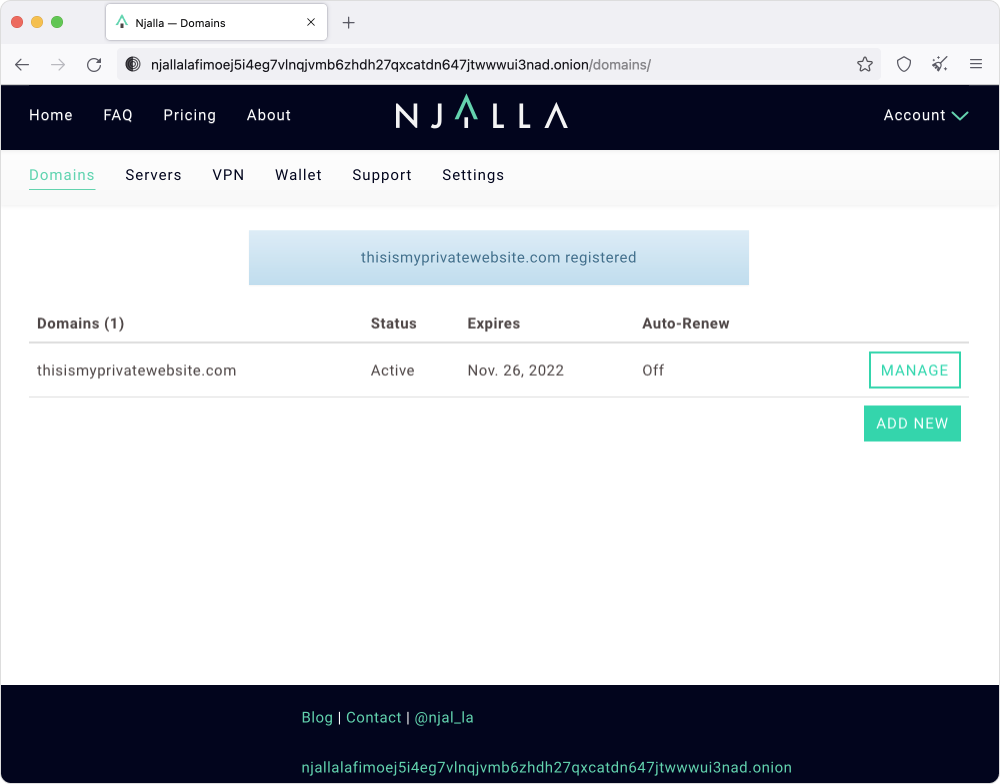 Njalla — Domains
njallalafimoej5i4eg7vlnqjvmb6zhdh27qxcatdn647jtwwwui3nad.onion/domains/
Home FAQ Pricing About NJALLA Account
Domains Servers VPN Wallet Support Settings
thisismyprivatewebsite.com registered
Domains (1) Status Expires Auto-Renew
thisismyprivatewebsite.com Active Nov. 26, 2022 Off MANAGE
ADD NEW
Blog | Contact | @njal_la
njallalafimoej5i4eg7vlnqjvmb6zhdh27qxcatdn647jtwwwui3nad.onion